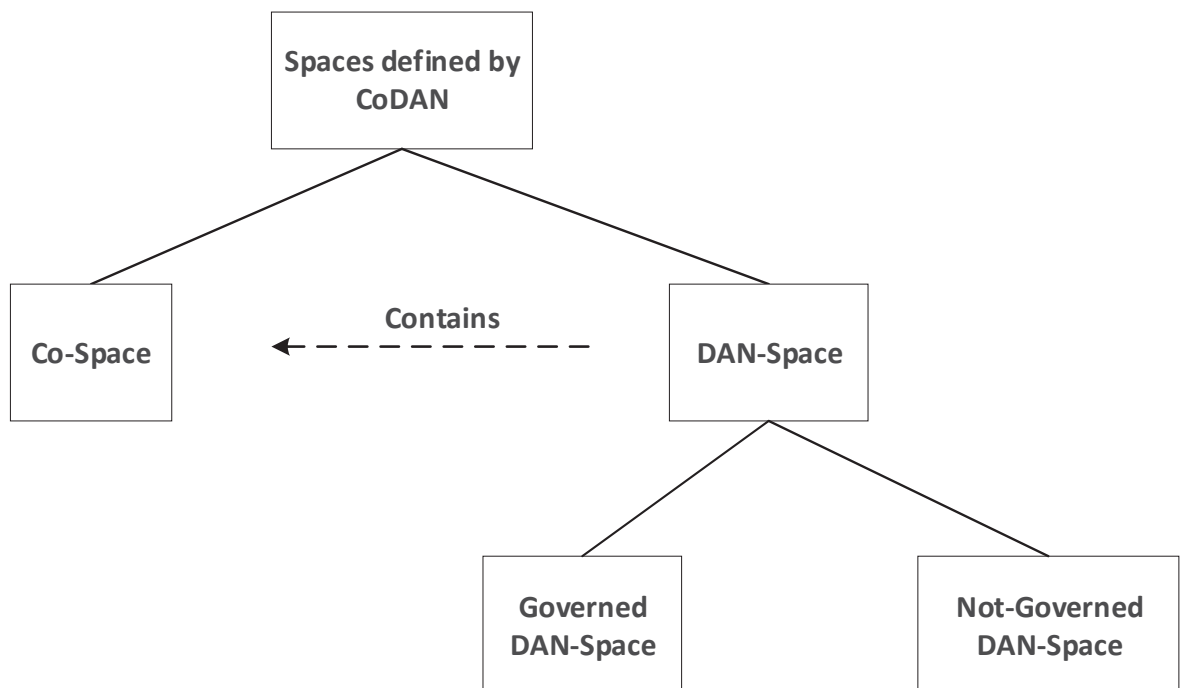 Spaces defined by
CoDAN
Contains
Co-Space
DAN-Space
Governed
DAN-Space
Not-Governed
DAN-Space